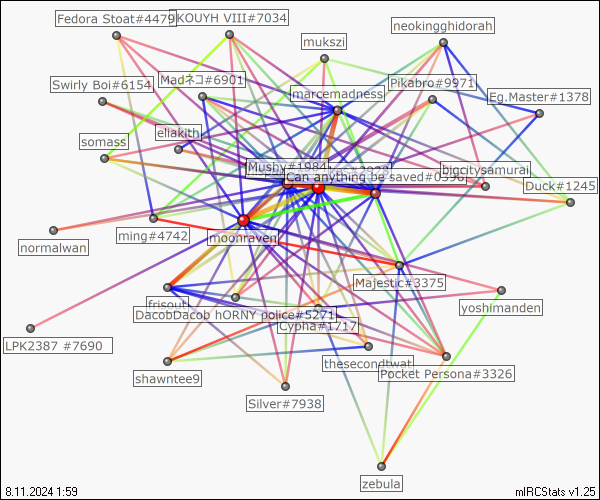 Fedora Stoat#4479
KOUYH VIII#7034
neokingghidorah
mukszi
Swirly Boi#6154
Madネコ#6901
Pikabro#9971
marcemadness
Eg.Master#1378
eliakith
somass
Mushy#1984
bigcitysamurai
Can anything be saved#0390
Duck#1245
normalwan
ming#4742
moonraven
Majestic#3375
frisout
DacobDacob hORNY police#5271
yoshimanden
Cypha#1717
LPK2387 #7690
thesecondtwat
shawntee9
Pocket Persona#3326
Silver#7938
zebula
8.11.2024 1:59
mIRCStats v1.25